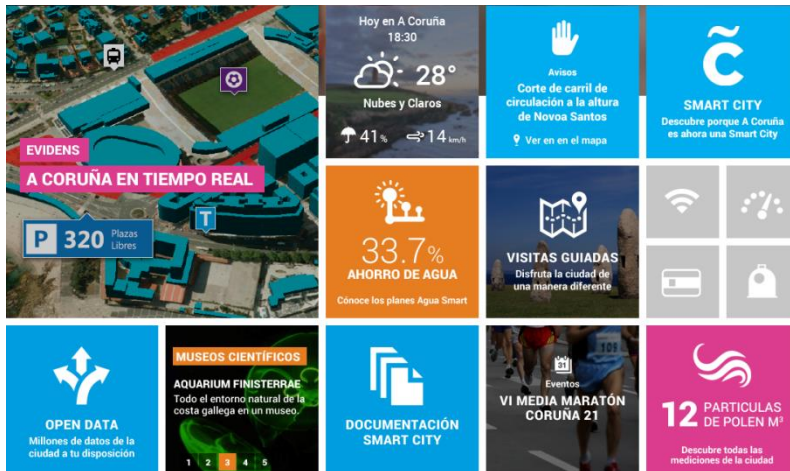 EVIDENS
A CORUÑA EN TIEMPO REAL
P 320 Plazas
Libres
T
Hoy en A Coruña
18:30
28°
Nubes y Claros
41% 14 km/h
Avisos
Corte de carril de
circulación a la altura
de Novoa Santos
Ver en en el mapa
SMART CITY
Descubre porque A Coruña
es ahora una Smart City
33.7%
AHORRO DE AGUA
Cónoce los planes Agua Smart
VISITAS GUIADAS
Disfruta la ciudad de
una manera diferente
OPEN DATA
Millones de datos de la
ciudad a tu disposición
MUSEOS CIENTÍFICOS
AQUARIUM FINISTERRAE
Todo el entorno natural de la
costa gallega en un museo.
1 2 3 4 5
DOCUMENTACIÓN
SMART CITY
31
Eventos
VI MEDIA MARATÓN
CORUÑA 21
109
12 PARTICULAS
DE POLEN M³
Descubre todas las
mediciones de la ciudad